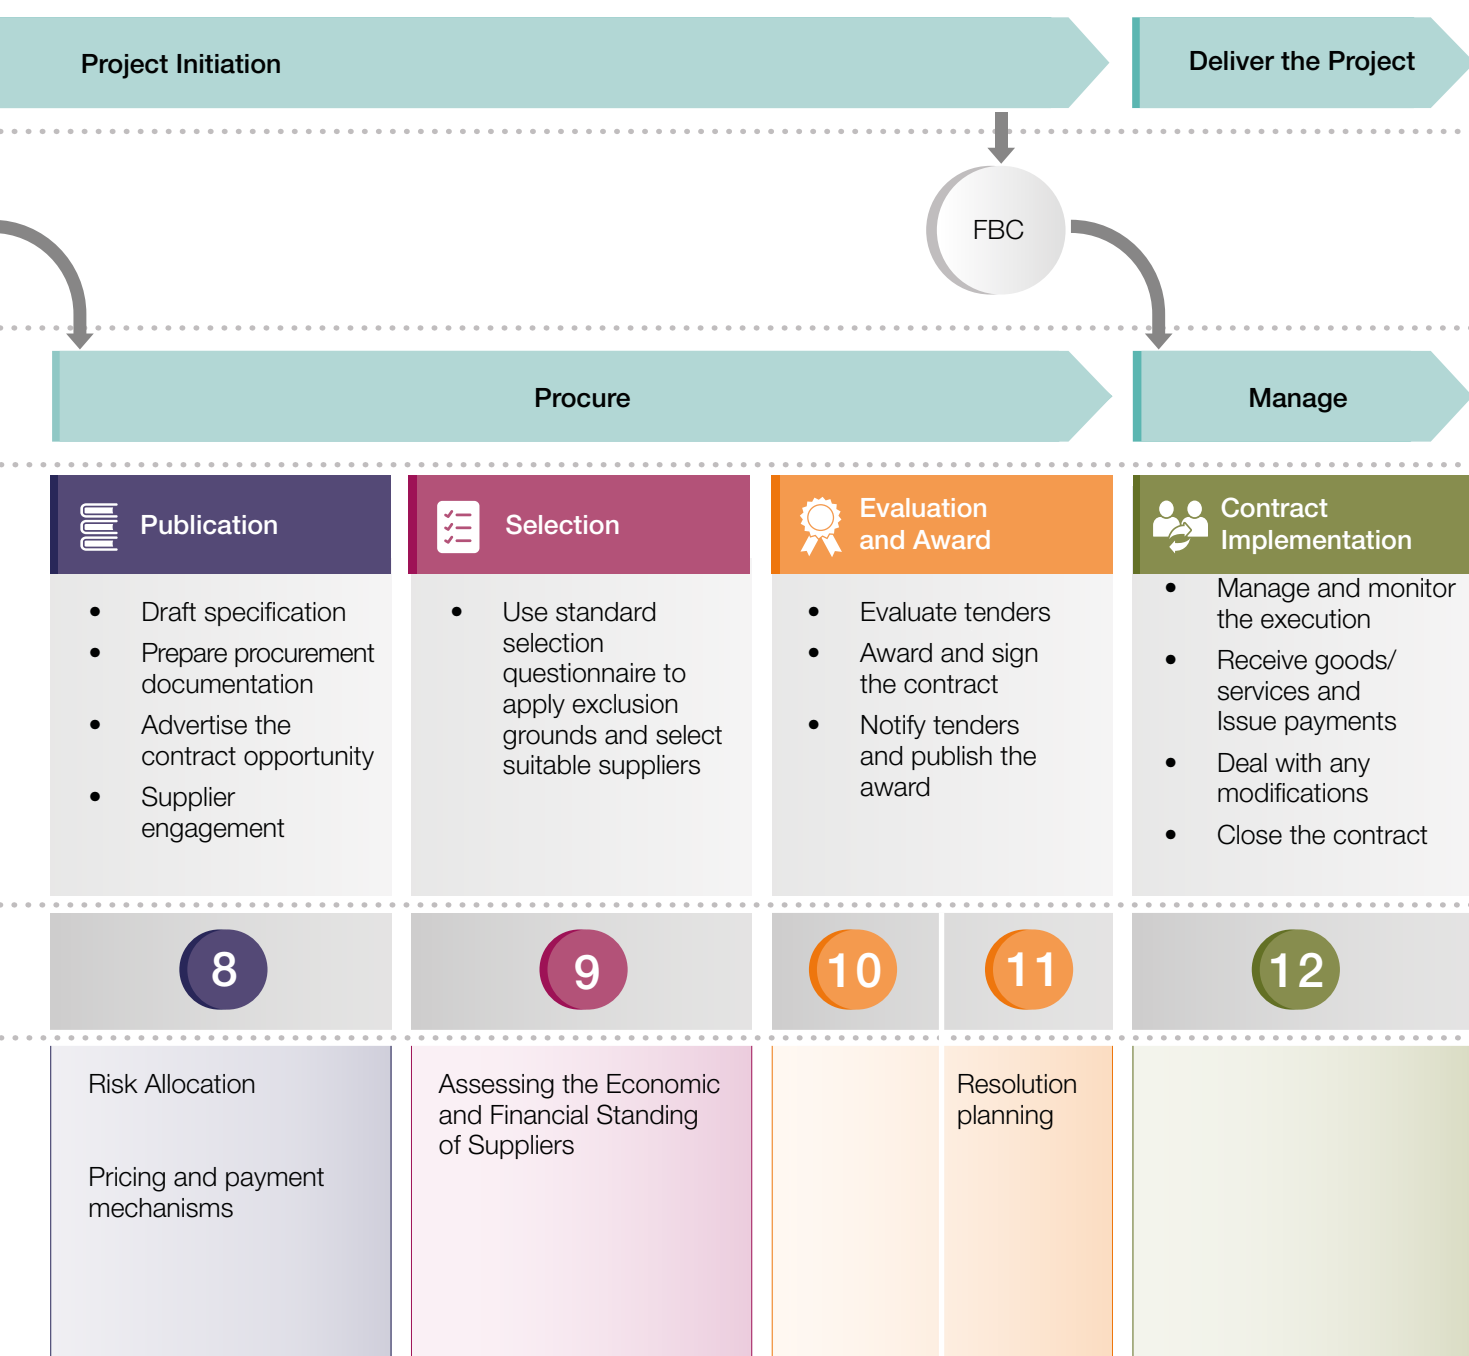 Project Initiation
Deliver the Project
FBC
Procure
Manage
Publication
• Draft specification
• Prepare procurement
documentation
• Advertise the
contract opportunity
• Supplier
engagement
Selection
• Use standard
selection
questionnaire to
apply exclusion
grounds and select
suitable suppliers
Evaluation
and Award
• Evaluate tenders
• Award and sign
the contract
• Notify tenders
and publish the
award
Contract
Implementation
• Manage and monitor
the execution
• Receive goods/
services and
Issue payments
• Deal with any
modifications
• Close the contract
8
9
10
11
12
Risk Allocation
Pricing and payment
mechanisms
Assessing the Economic
and Financial Standing
of Suppliers
Resolution
planning